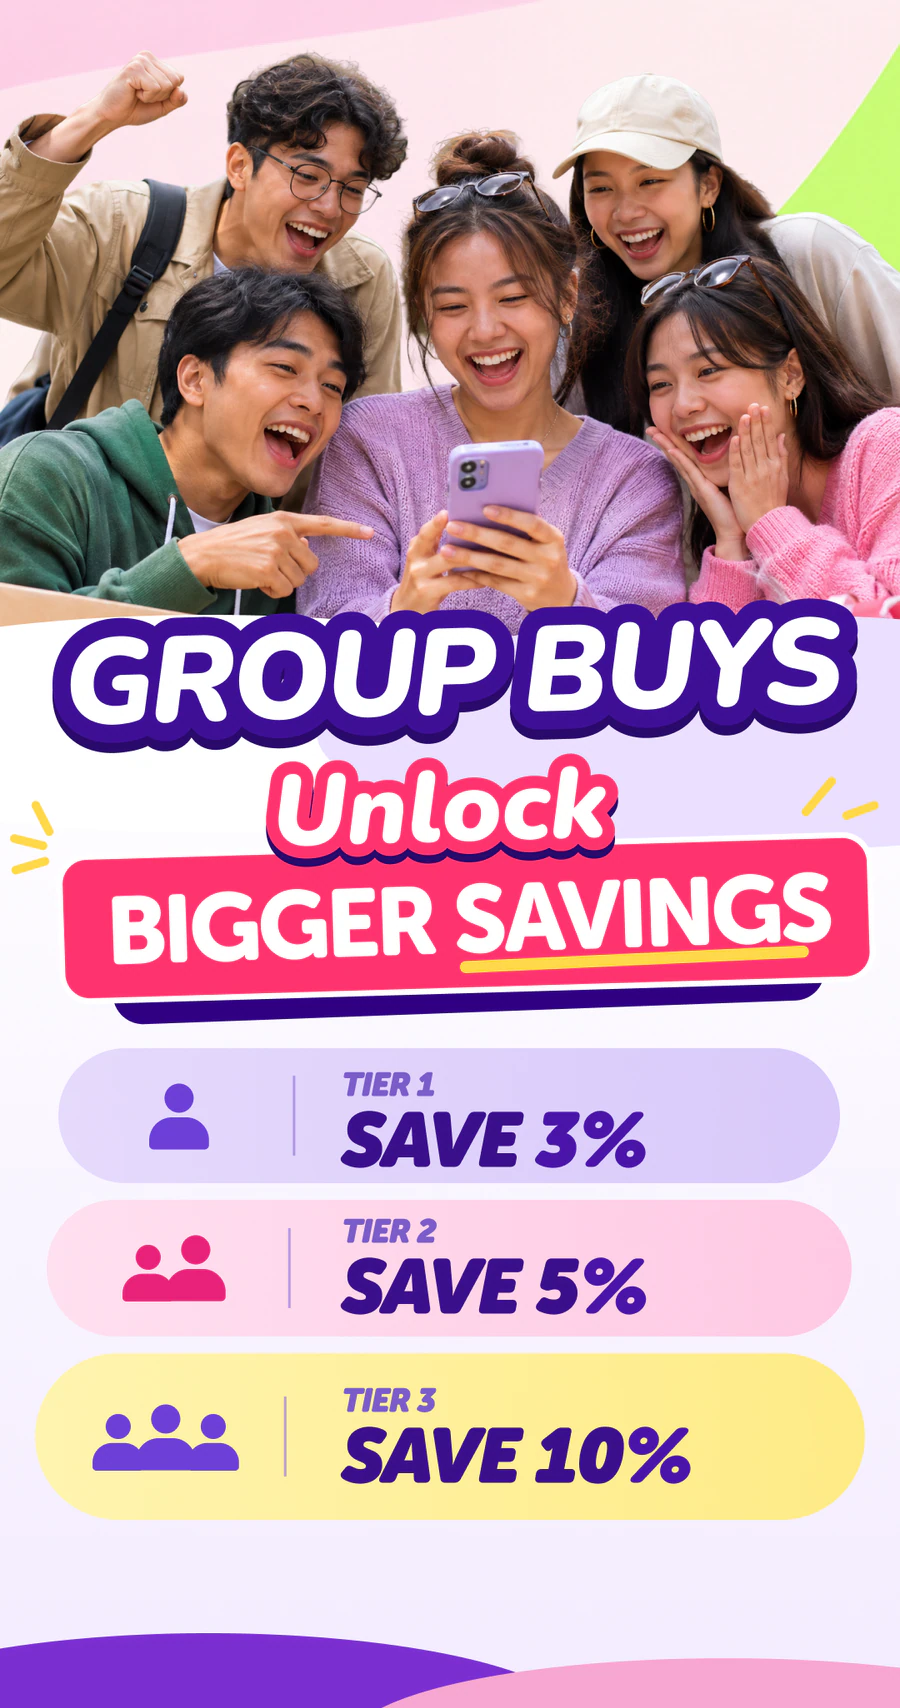 GROUP BUYS
Unlock
BIGGER SAVINGS
TIER 1
SAVE 3%
TIER 2
SAVE 5%
TIER 3
SAVE 10%